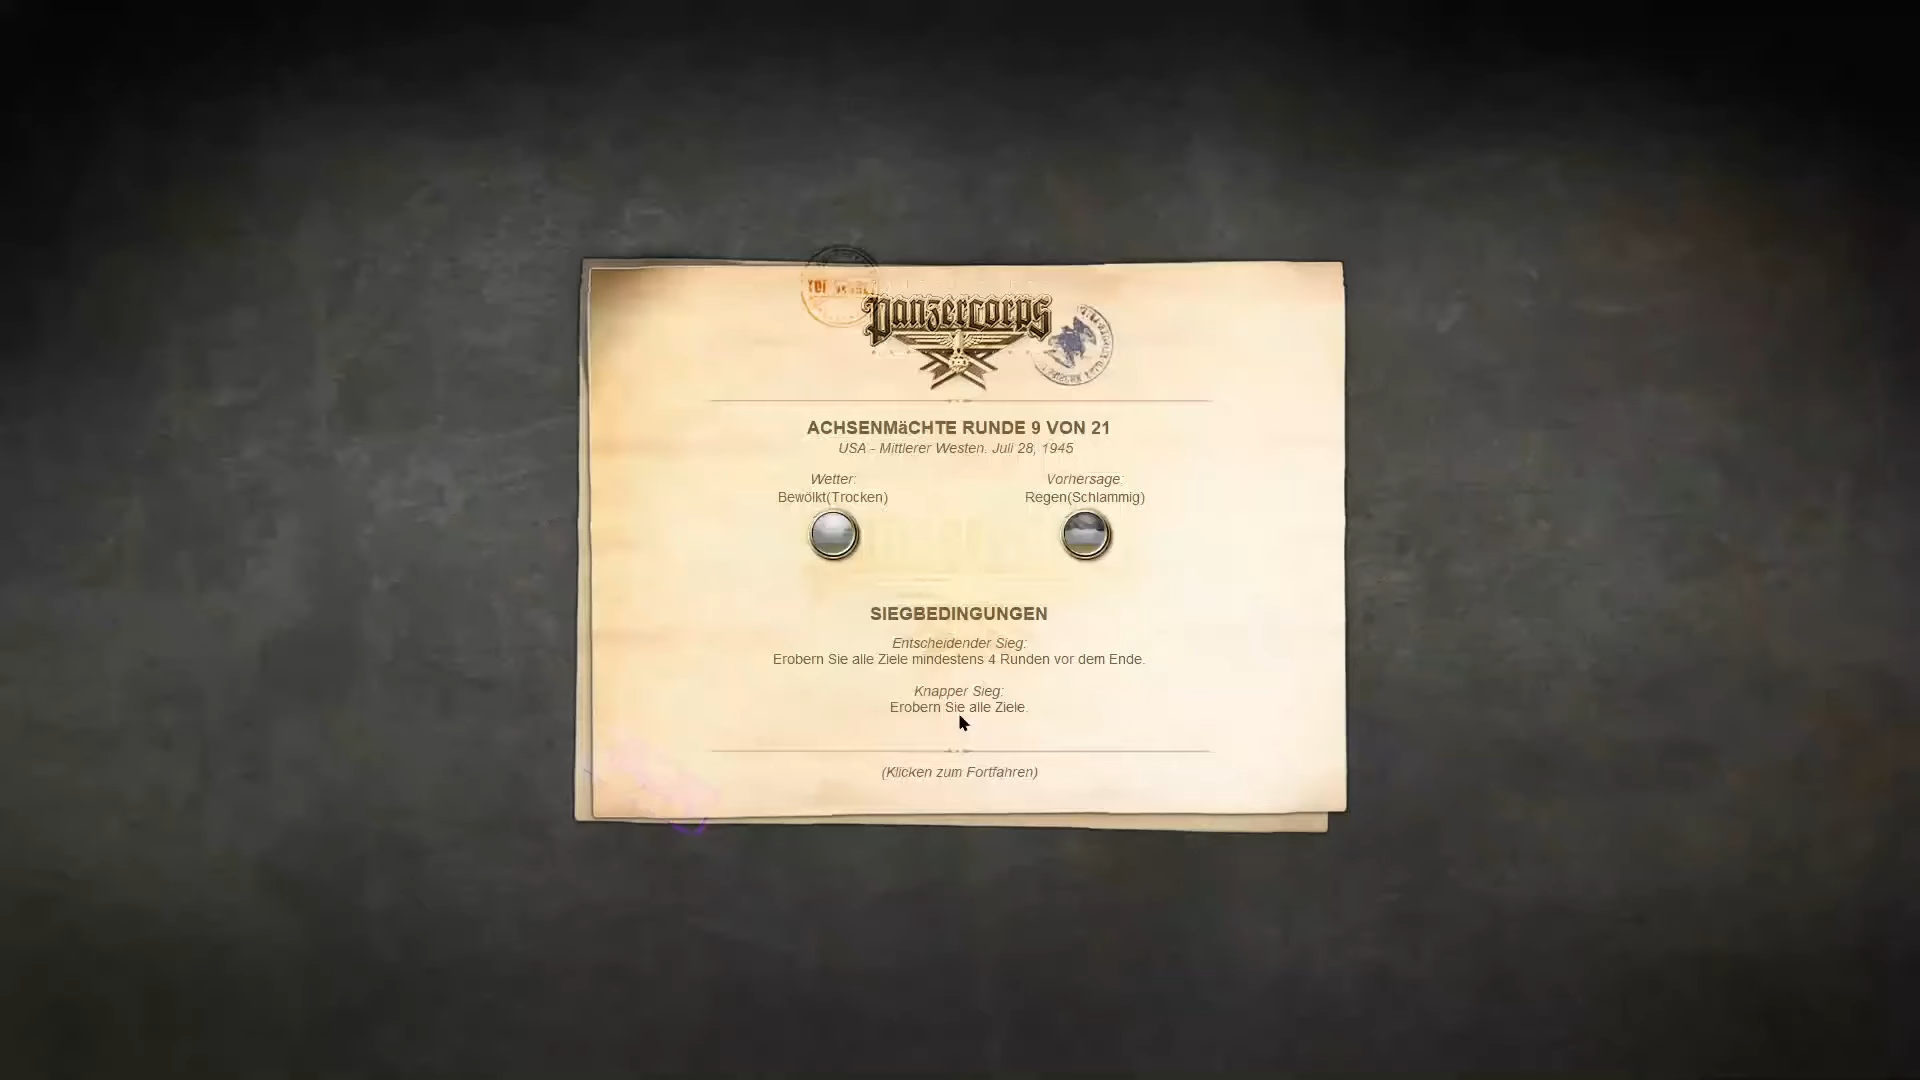 Panzercorps
ACHSENMäCHTE RUNDE 9 VON 21
USA - Mittlerer Westen. Juli 28, 1945
Wetter:
Bewölkt(Trocken)
Vorhersage:
Regen(Schlammig)
SIEGBEDINGUNGEN
Entscheidender Sieg:
Erobern Sie alle Ziele mindestens 4 Runden vor dem Ende.
Knapper Sieg:
Erobern Sie alle Ziele.
(Klicken zum Fortfahren)